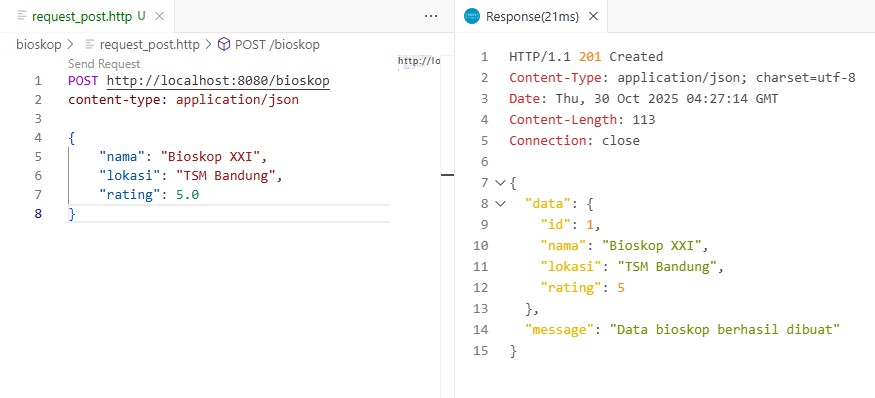 request_post.http U
bioskop > request_post.http > POST /bioskop
Send Request
1 POST http://localhost:8080/bioskop
2 content-type: application/json
3
4 {
5 "nama": "Bioskop XXI",
6 "lokasi": "TSM Bandung",
7 "rating": 5.0
8 }
http://lo
Response(21ms)
1 HTTP/1.1 201 Created
2 Content-Type: application/json; charset=utf-8
3 Date: Thu, 30 Oct 2025 04:27:14 GMT
4 Content-Length: 113
5 Connection: close
6
7 {
8 "data": {
9 "id": 1,
10 "nama": "Bioskop XXI",
11 "lokasi": "TSM Bandung",
12 "rating": 5
13 },
14 "message": "Data bioskop berhasil dibuat"
15 }